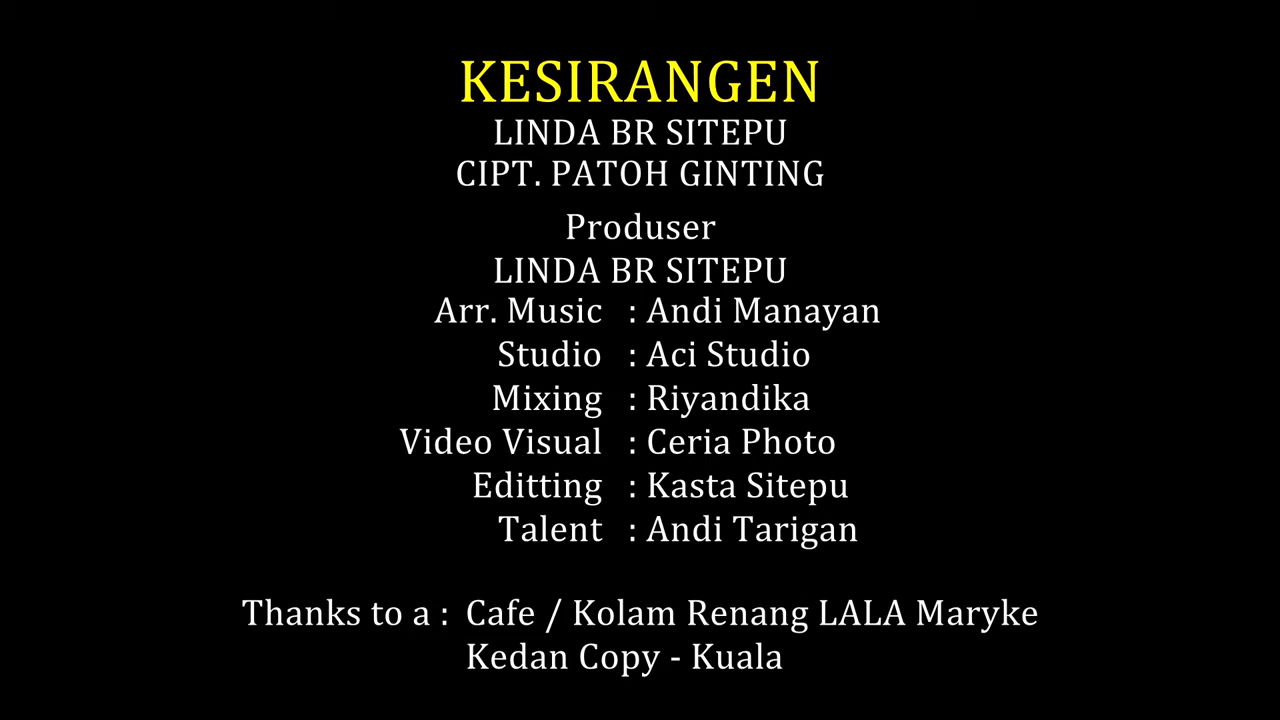 KESIRANGEN
LINDA BR SITEPU
CIPT. PATOH GINTING
Produser
LINDA BR SITEPU
Arr. Music : Andi Manayan
Studio : Aci Studio
Mixing : Riyandika
Video Visual : Ceria Photo
Editting : Kasta Sitepu
Talent : Andi Tarigan
Thanks to a : Cafe / Kolam Renang LALA Maryke
Kedan Copy - Kuala